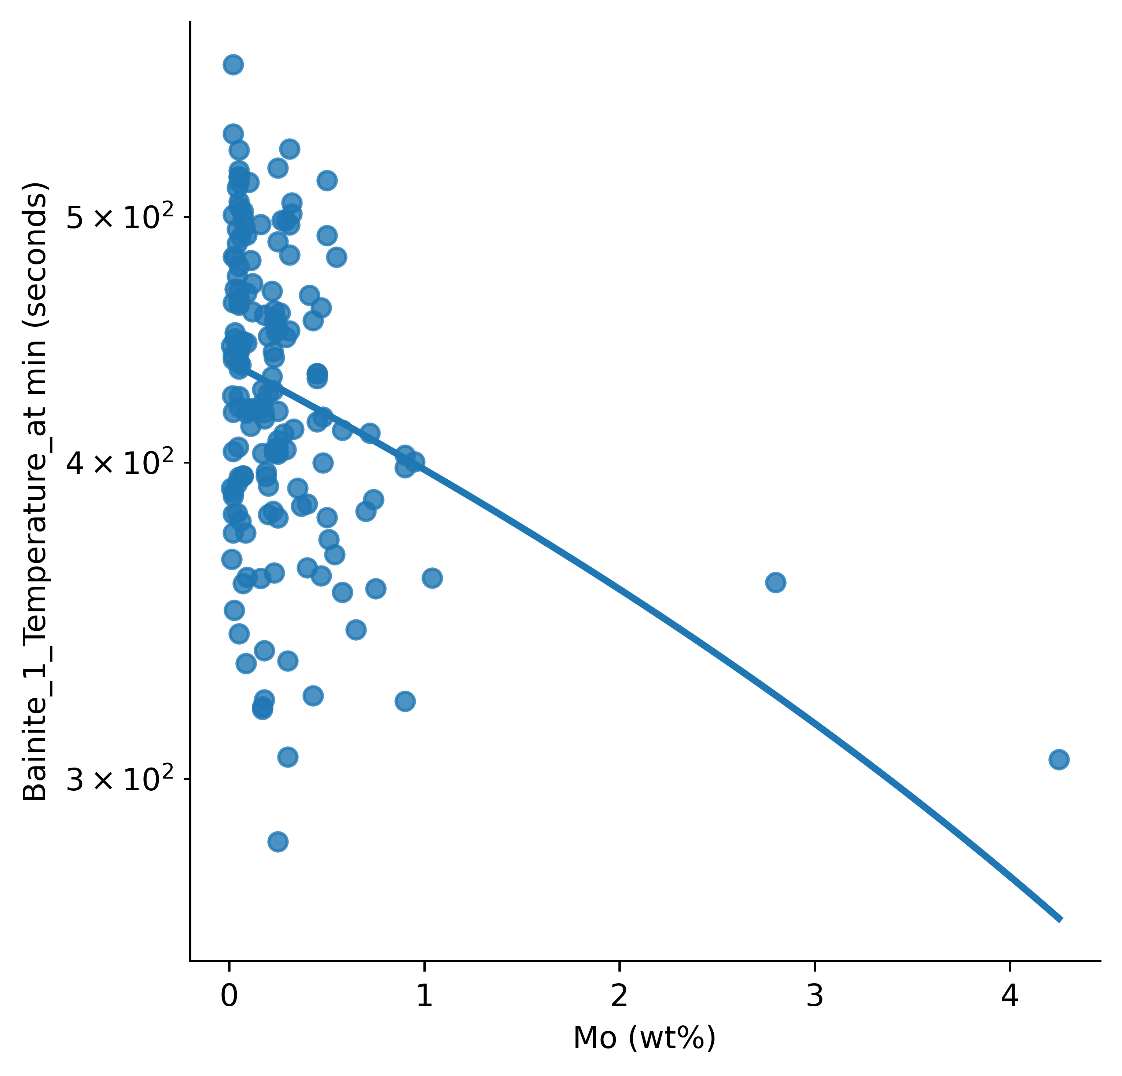 Bainite_1_Temperature_at min (seconds)
5 × 10²
4 × 10²
3 × 10²
0 1 2 3 4
Mo (wt%)